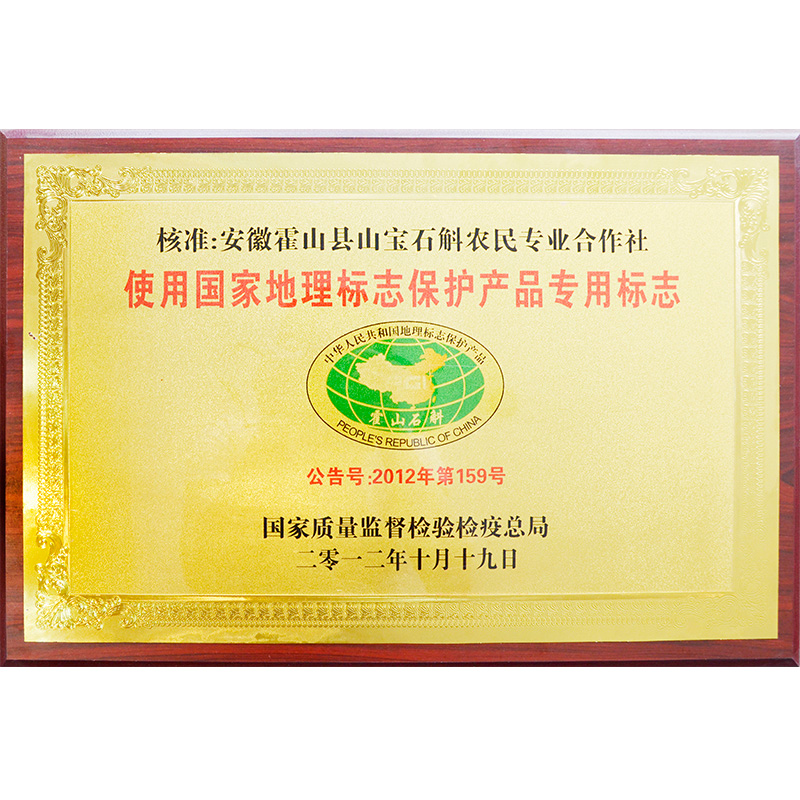 核准:安徽霍山县山宝石斛农民专业合作社
使用国家地理标志保护产品专用标志
中华人民共和国地理标志保护产品
霍山石斛
PEOPLE'S REPUBLIC OF CHINA
公告号:2012年第159号
国家质量监督检验检疫总局
二零一二年十月十九日